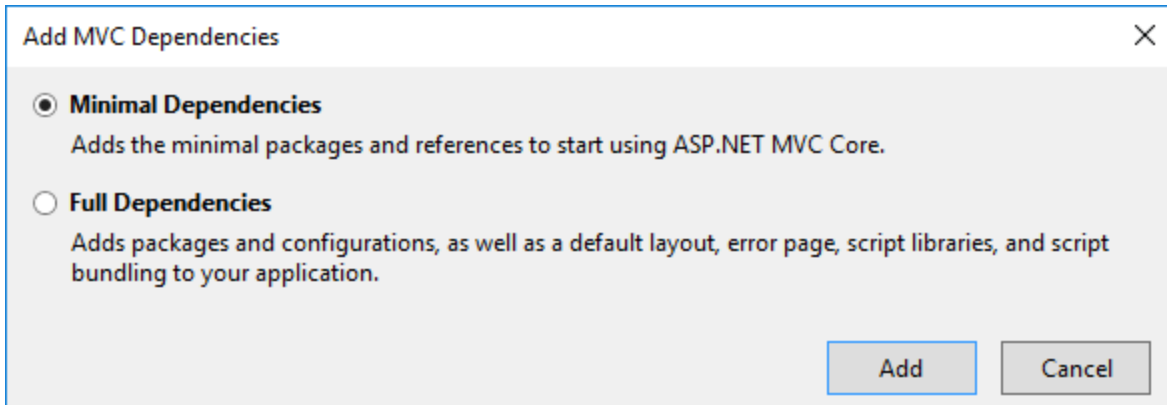 Add MVC Dependencies
Minimal Dependencies
Adds the minimal packages and references to start using ASP.NET MVC Core.
Full Dependencies
Adds packages and configurations, as well as a default layout, error page, script libraries, and script
bundling to your application.
Add
Cancel